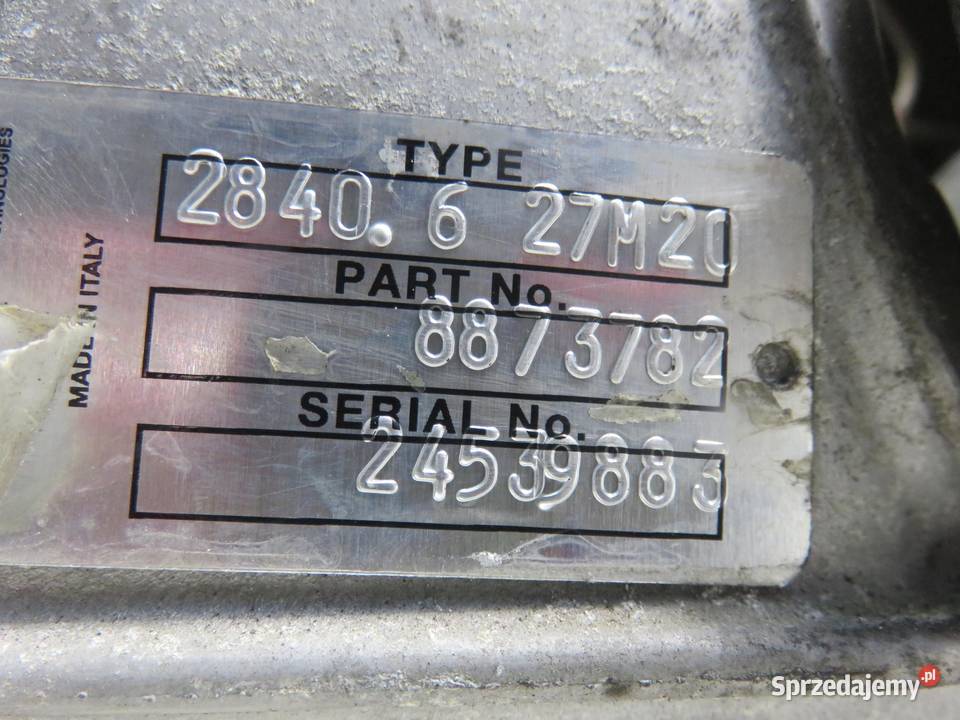 TYPE
2840.6 27M20
PART No.
8873782
SERIAL No.
24539883
MADE IN ITALY
Sprzedajemy.pl